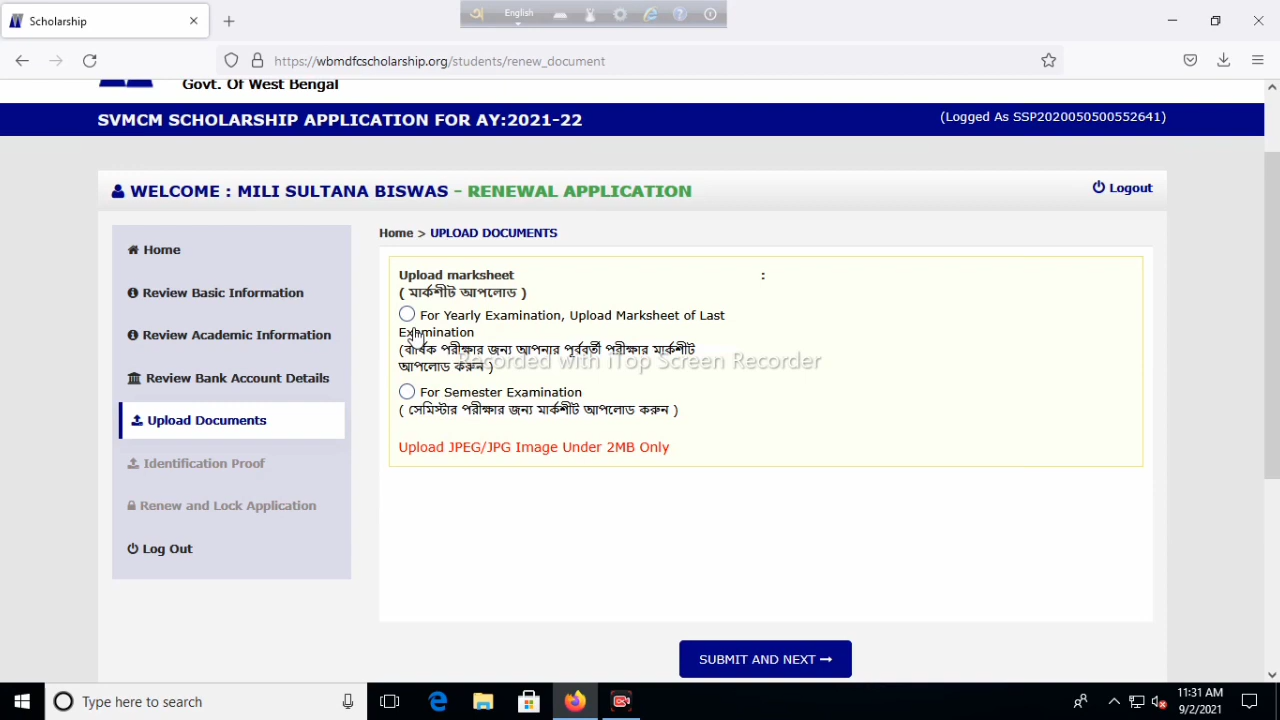 Scholarship
English
https://wbmdfcscholarship.org/students/renew_document
Govt. Of West Bengal
SVMCM SCHOLARSHIP APPLICATION FOR AY:2021-22
(Logged As SSP2020050500552641)
WELCOME : MILI SULTANA BISWAS - RENEWAL APPLICATION
Logout
Home
Review Basic Information
Review Academic Information
Review Bank Account Details
Upload Documents
Identification Proof
Renew and Lock Application
Log Out
Home > UPLOAD DOCUMENTS
Upload marksheet :
( মার্কশীট আপলোড )
For Yearly Examination, Upload Marksheet of Last
Examination
(বার্ষিক পরীক্ষার জন্য আপনার পূর্ববর্তী পরীক্ষার মার্কশীট
আপলোড করুন )
Recorded with iTop Screen Recorder
For Semester Examination
( সেমিস্টার পরীক্ষার জন্য মার্কশীট আপলোড করুন )
Upload JPEG/JPG Image Under 2MB Only
SUBMIT AND NEXT
Type here to search
11:31 AM
9/2/2021